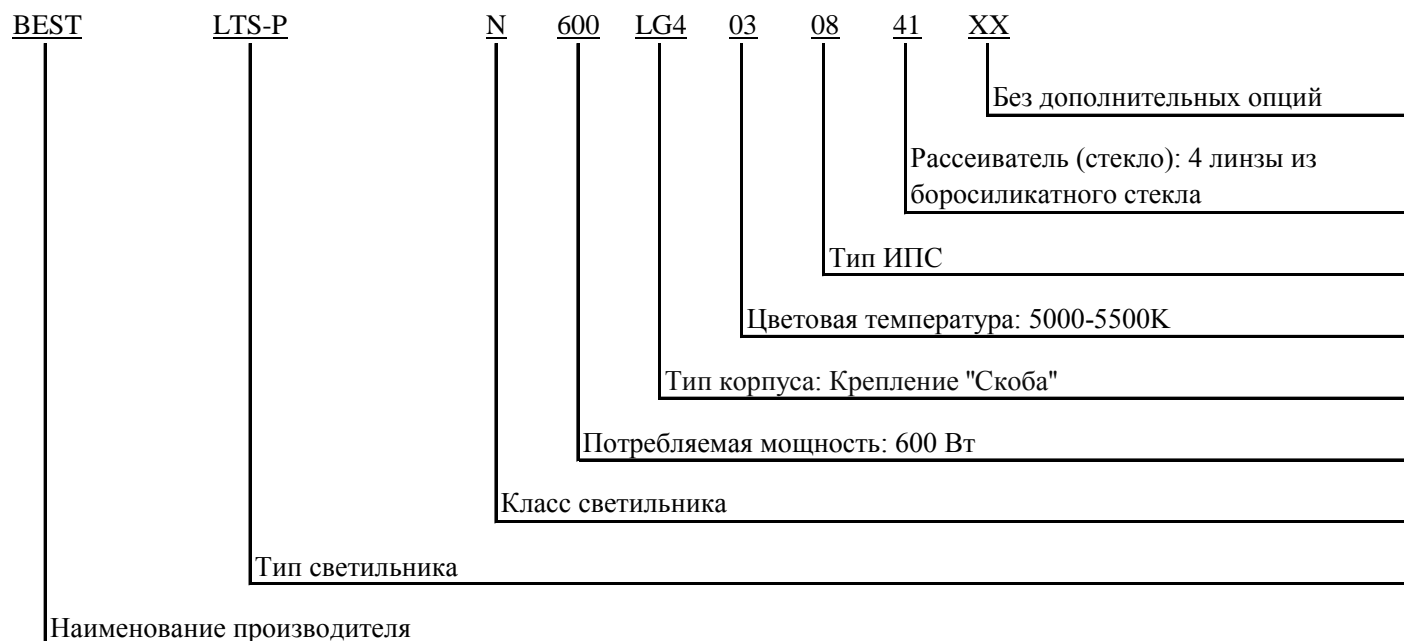 BEST LTS-P N 600 LG4 03 08 41 XX
Без дополнительных опций
Рассеиватель (стекло): 4 линзы из
боросиликатного стекла
Тип ИПС
Цветовая температура: 5000-5500K
Тип корпуса: Крепление "Скоба"
Потребляемая мощность: 600 Вт
Класс светильника
Тип светильника
Наименование производителя